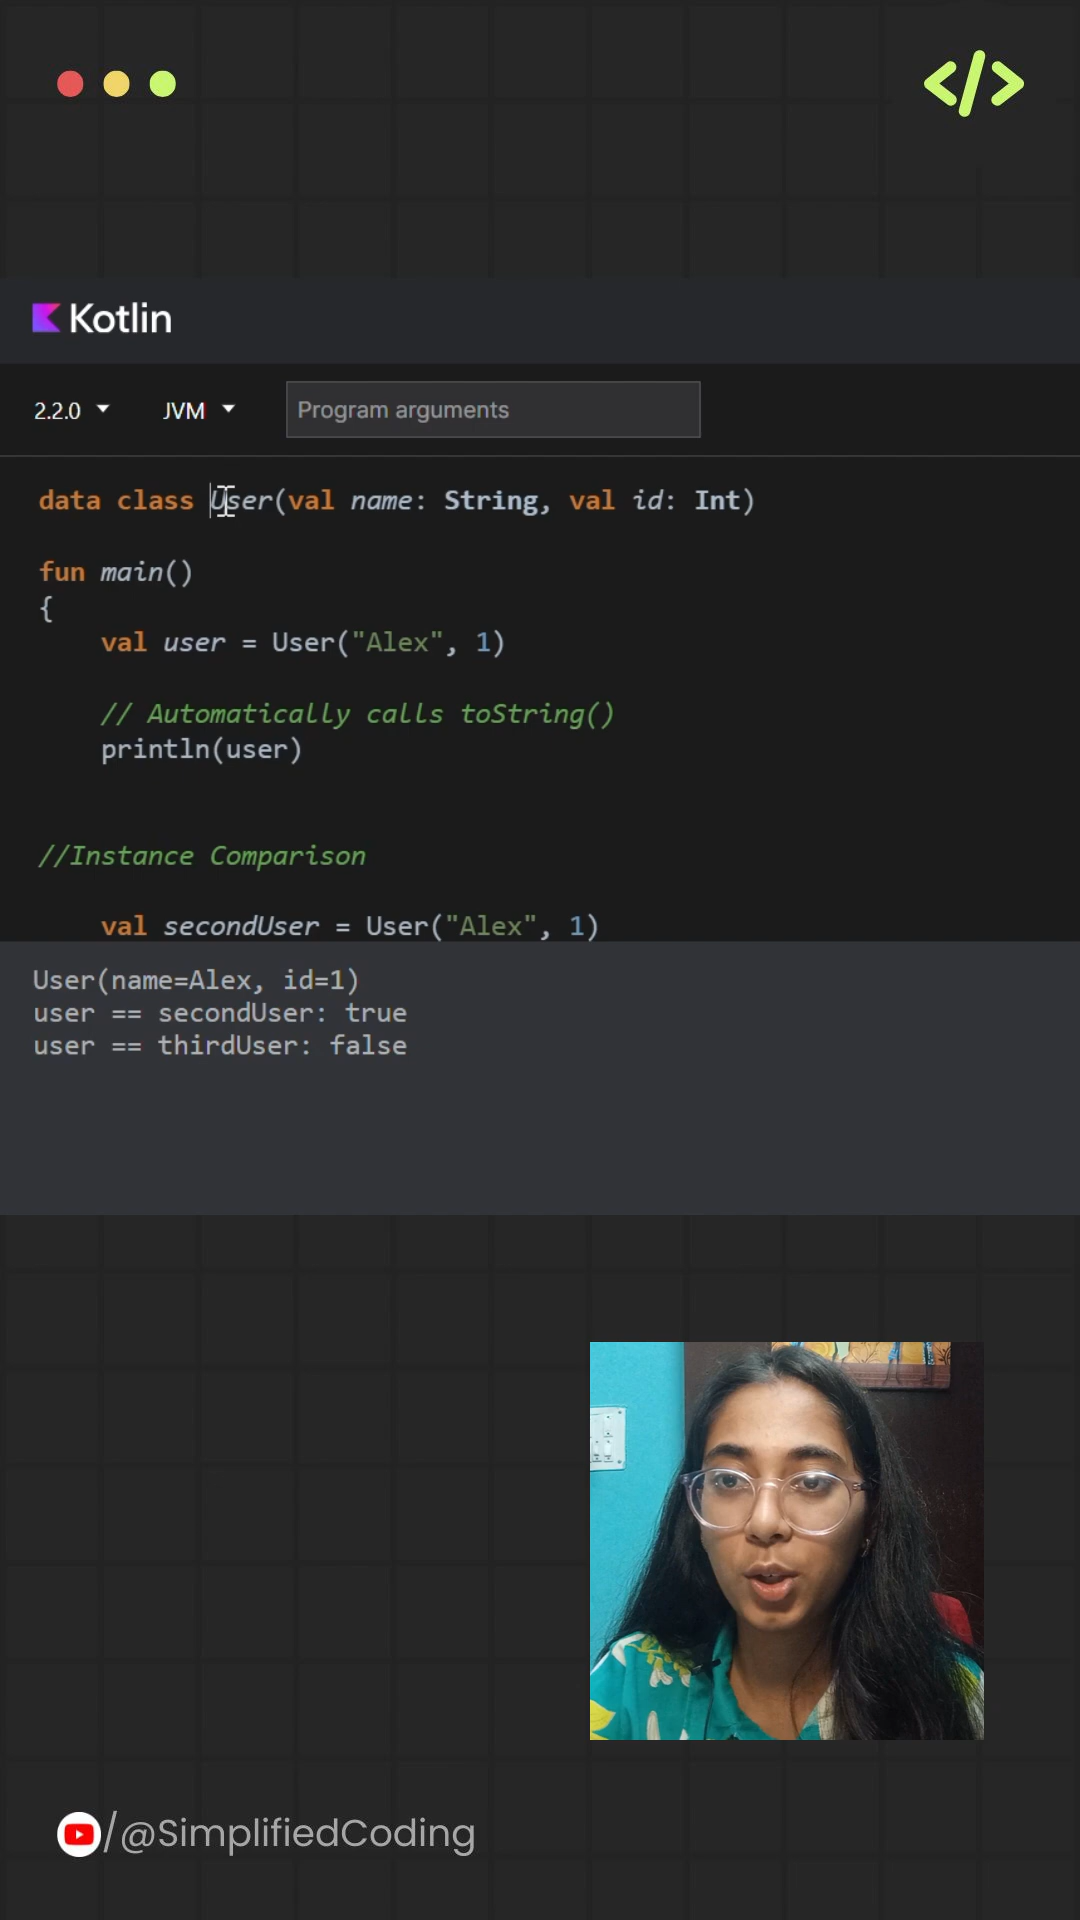 </>
Kotlin
2.2.0 JVM Program arguments
data class User(val name: String, val id: Int)
fun main()
{
val user = User("Alex", 1)
// Automatically calls toString()
println(user)
//Instance Comparison
val secondUser = User("Alex", 1)
User(name=Alex, id=1)
user == secondUser: true
user == thirdUser: false
/@SimplifiedCoding